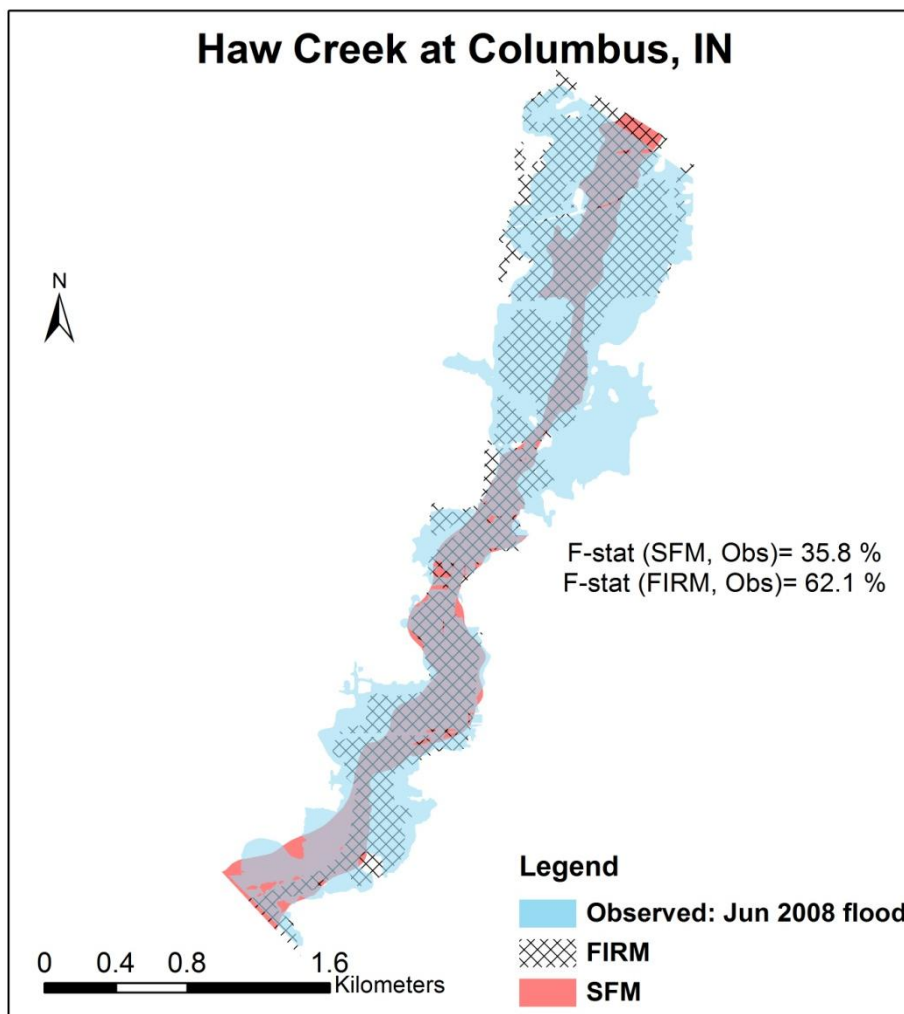 Haw Creek at Columbus, IN
N
F-stat (SFM, Obs)= 35.8 %
F-stat (FIRM, Obs)= 62.1 %
Legend
Observed: Jun 2008 flood
FIRM
SFM
0 0.4 0.8 1.6
Kilometers